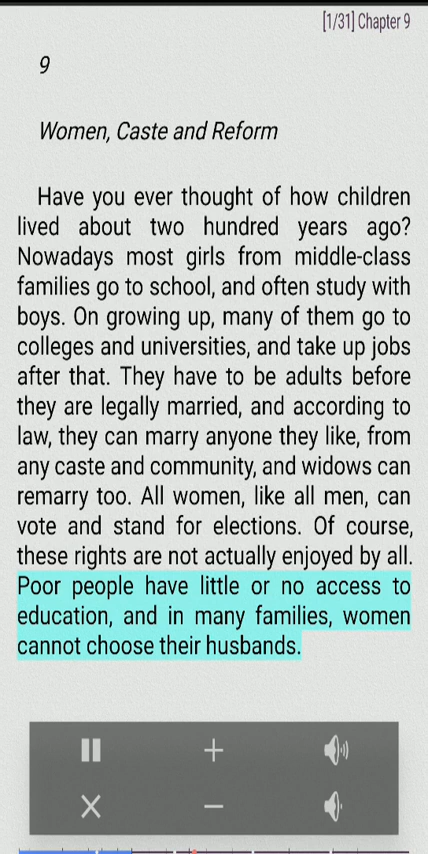 [1/31] Chapter 9
9
Women, Caste and Reform
Have you ever thought of how children
lived about two hundred years ago?
Nowadays most girls from middle-class
families go to school, and often study with
boys. On growing up, many of them go to
colleges and universities, and take up jobs
after that. They have to be adults before
they are legally married, and according to
law, they can marry anyone they like, from
any caste and community, and widows can
remarry too. All women, like all men, can
vote and stand for elections. Of course,
these rights are not actually enjoyed by all.
Poor people have little or no access to
education, and in many families, women
cannot choose their husbands.